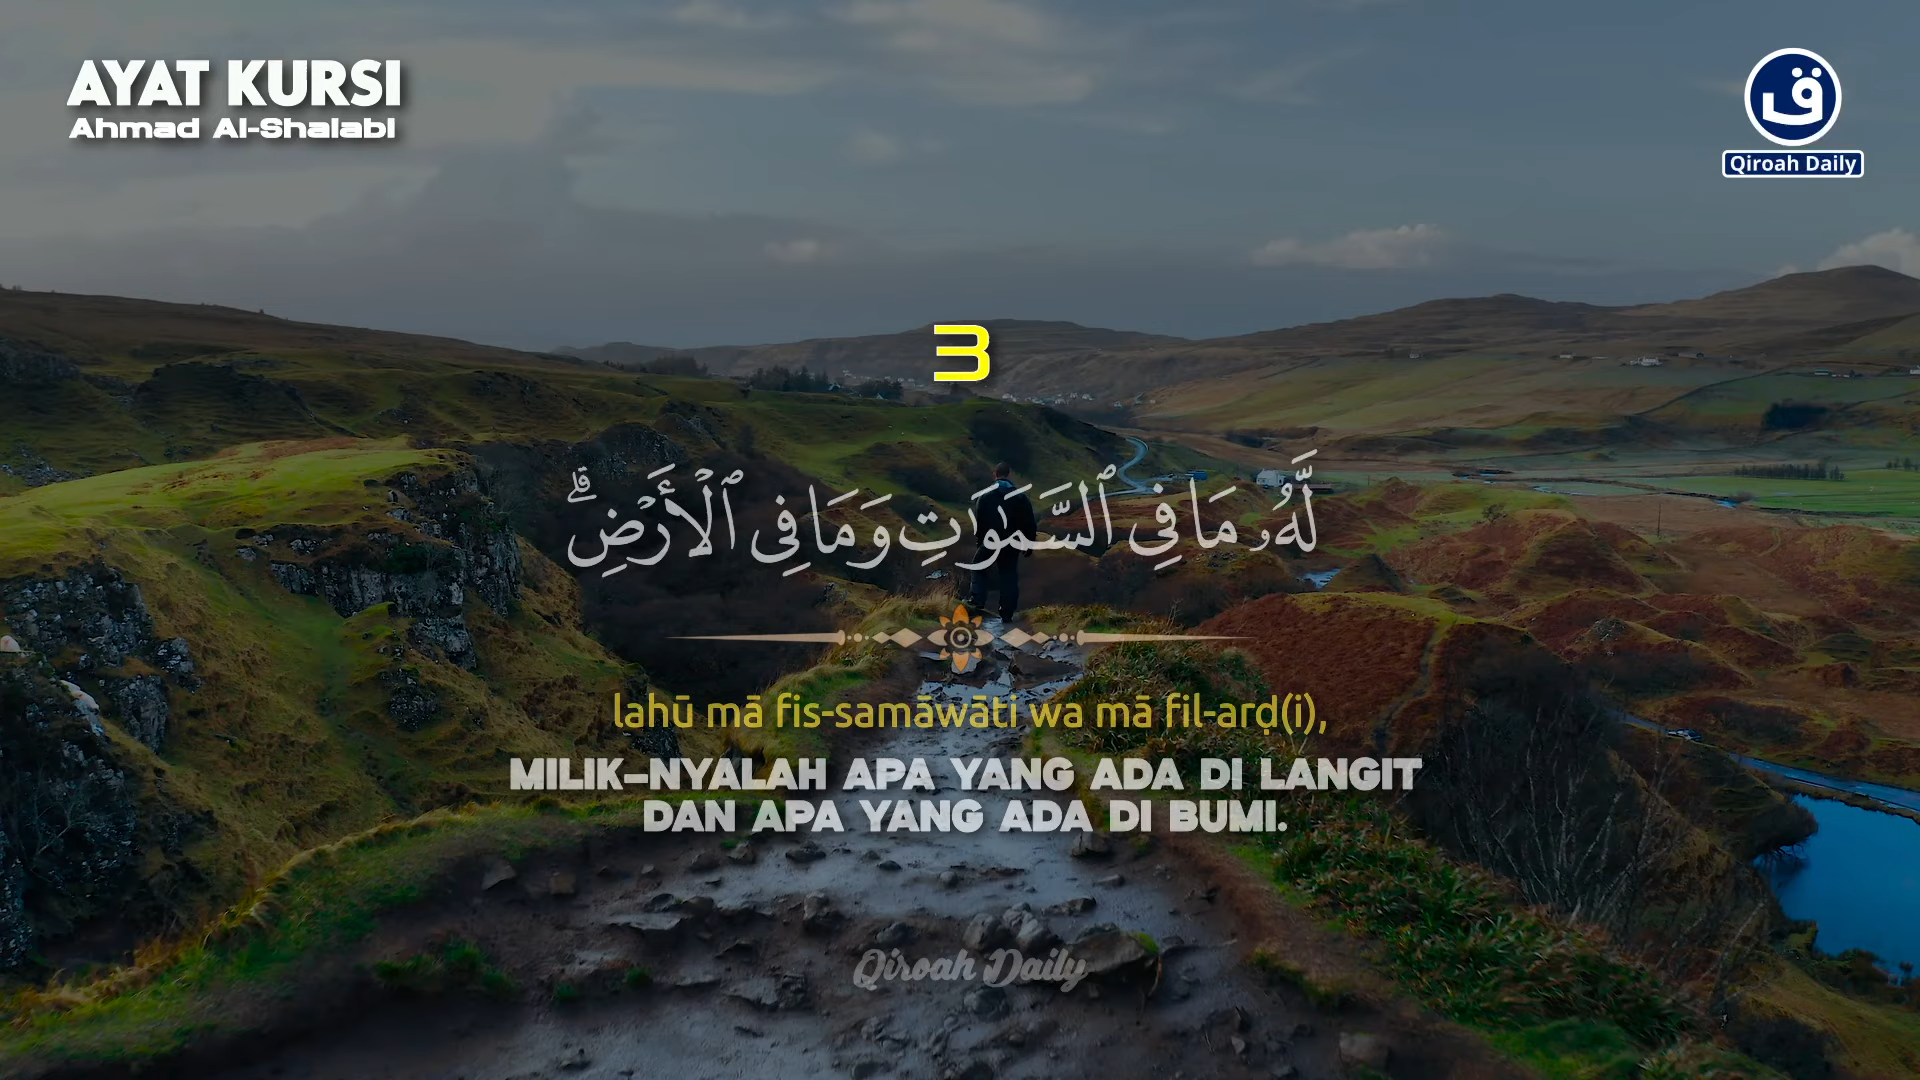 AYAT KURSI
Ahmad Al-Shalabi
ق
Qiroah Daily
3
لَّهُۥ مَا فِى ٱلسَّمَٰوَٰتِ وَمَا فِى ٱلْأَرْضِ ۗ
lahū mā fis-samāwāti wa mā fil-arḍ(i),
MILIK-NYALAH APA YANG ADA DI LANGIT
DAN APA YANG ADA DI BUMI.
Qiroah Daily